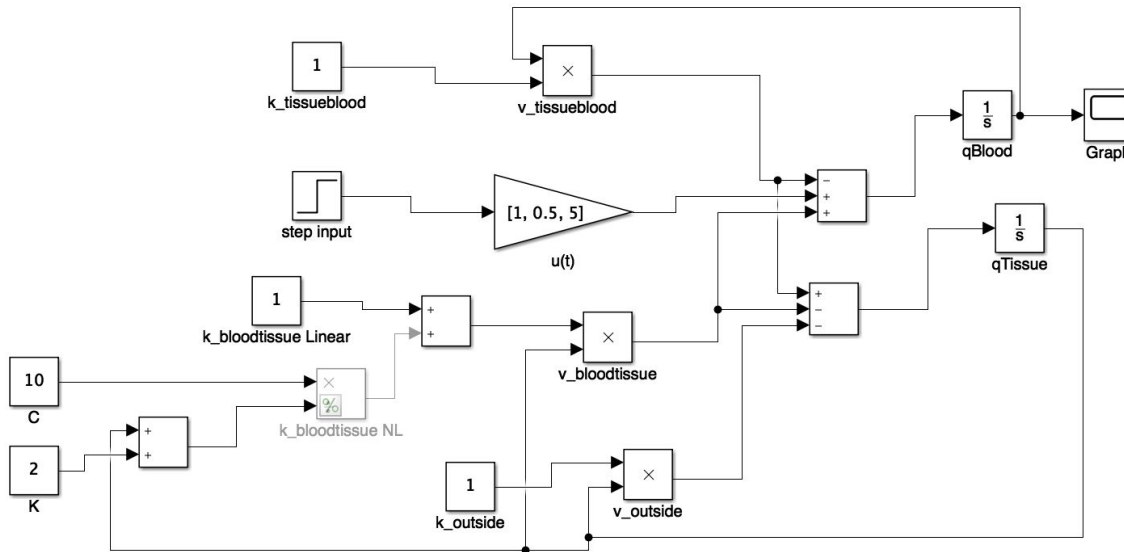 1
k_tissueblood
×
v_tissueblood
1
s
qBlood
Graph
step input
[1, 0.5, 5]
u(t)
−
+
+
1
s
qTissue
1
k_bloodtissue Linear
+
+
×
v_bloodtissue
+
−
−
10
C
×
k_bloodtissue NL
2
K
+
+
1
k_outside
×
v_outside